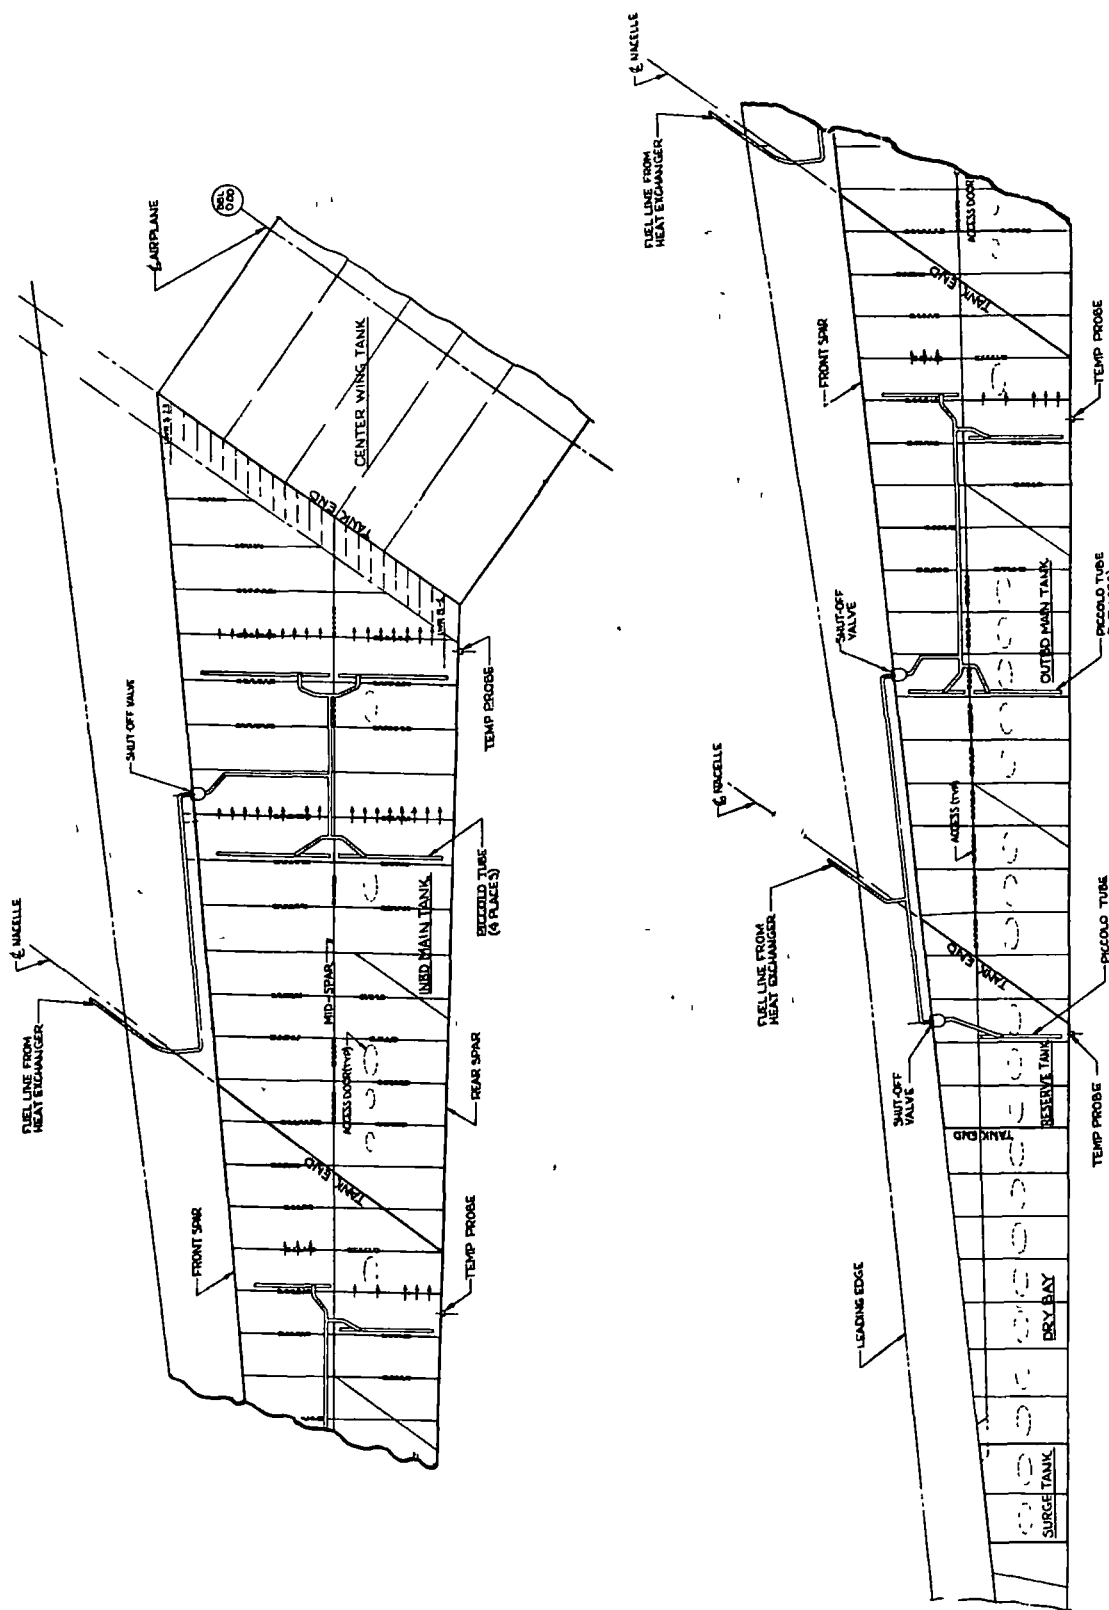 ℄ AIRPLANE
BBL
0.00
CENTER WING TANK
TANK END
SHUT-OFF VALVE
℄ NACELLE
FUEL LINE FROM
HEAT EXCHANGER
TEMP PROBE
PICCOLO TUBE
(4 PLACES)
INBD MAIN TANK
MID-SPAR
ACCESS DOOR(TYP)
REAR SPAR
TANK END
FRONT SPAR
TEMP PROBE
℄ NACELLE
FUEL LINE FROM
HEAT EXCHANGER
ACCESS DOOR
TANK END
FRONT SPAR
TEMP PROBE
SHUT-OFF
VALVE
OUTBD MAIN TANK
PICCOLO TUBE
℄ NACELLE
ACCESS (TYP)
FUEL LINE FROM
HEAT EXCHANGER
TANK END
PICCOLO TUBE
SHUT-OFF
VALVE
RESERVE TANK
TANK END
TEMP PROBE
LEADING EDGE
DRY BAY
SURGE TANK